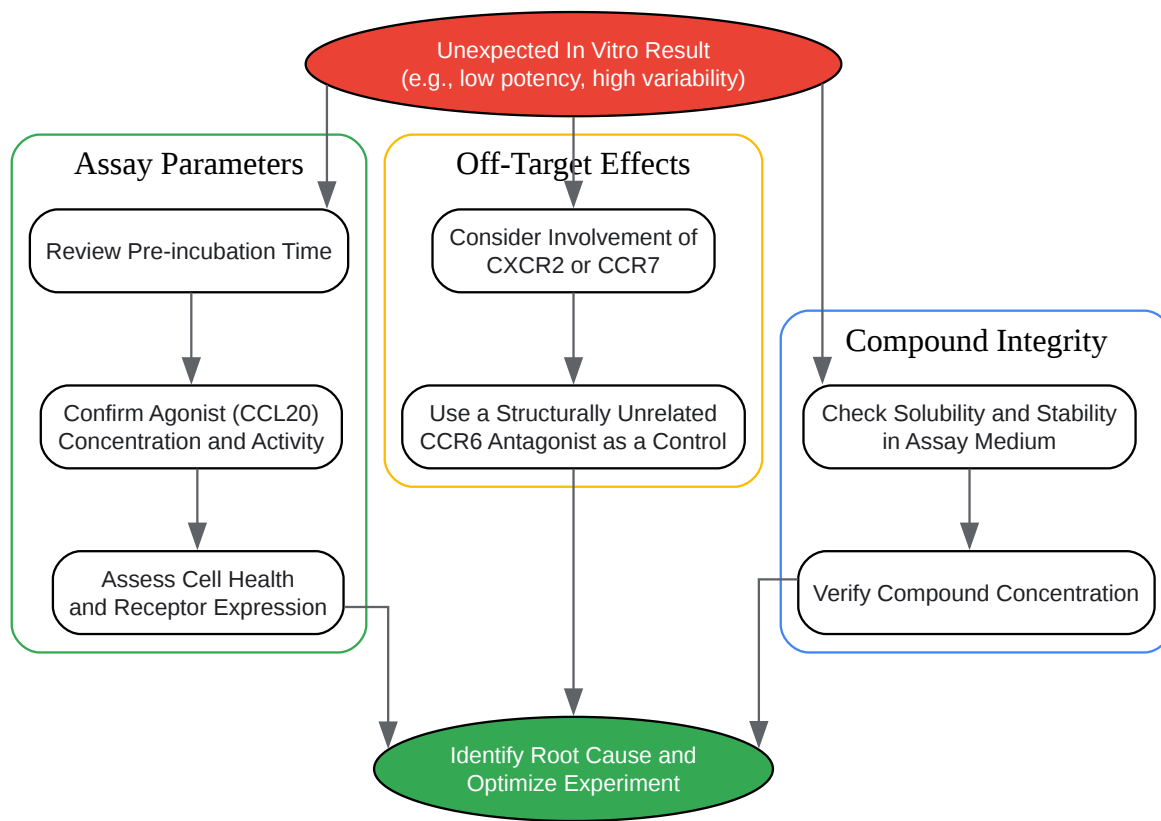 Unexpected In Vitro Result
(e.g., low potency, high variability)
Assay Parameters
Review Pre-incubation Time
Confirm Agonist (CCL20)
Concentration and Activity
Assess Cell Health
and Receptor Expression
Off-Target Effects
Consider Involvement of
CXCR2 or CCR7
Use a Structurally Unrelated
CCR6 Antagonist as a Control
Compound Integrity
Check Solubility and Stability
in Assay Medium
Verify Compound Concentration
Identify Root Cause and
Optimize Experiment